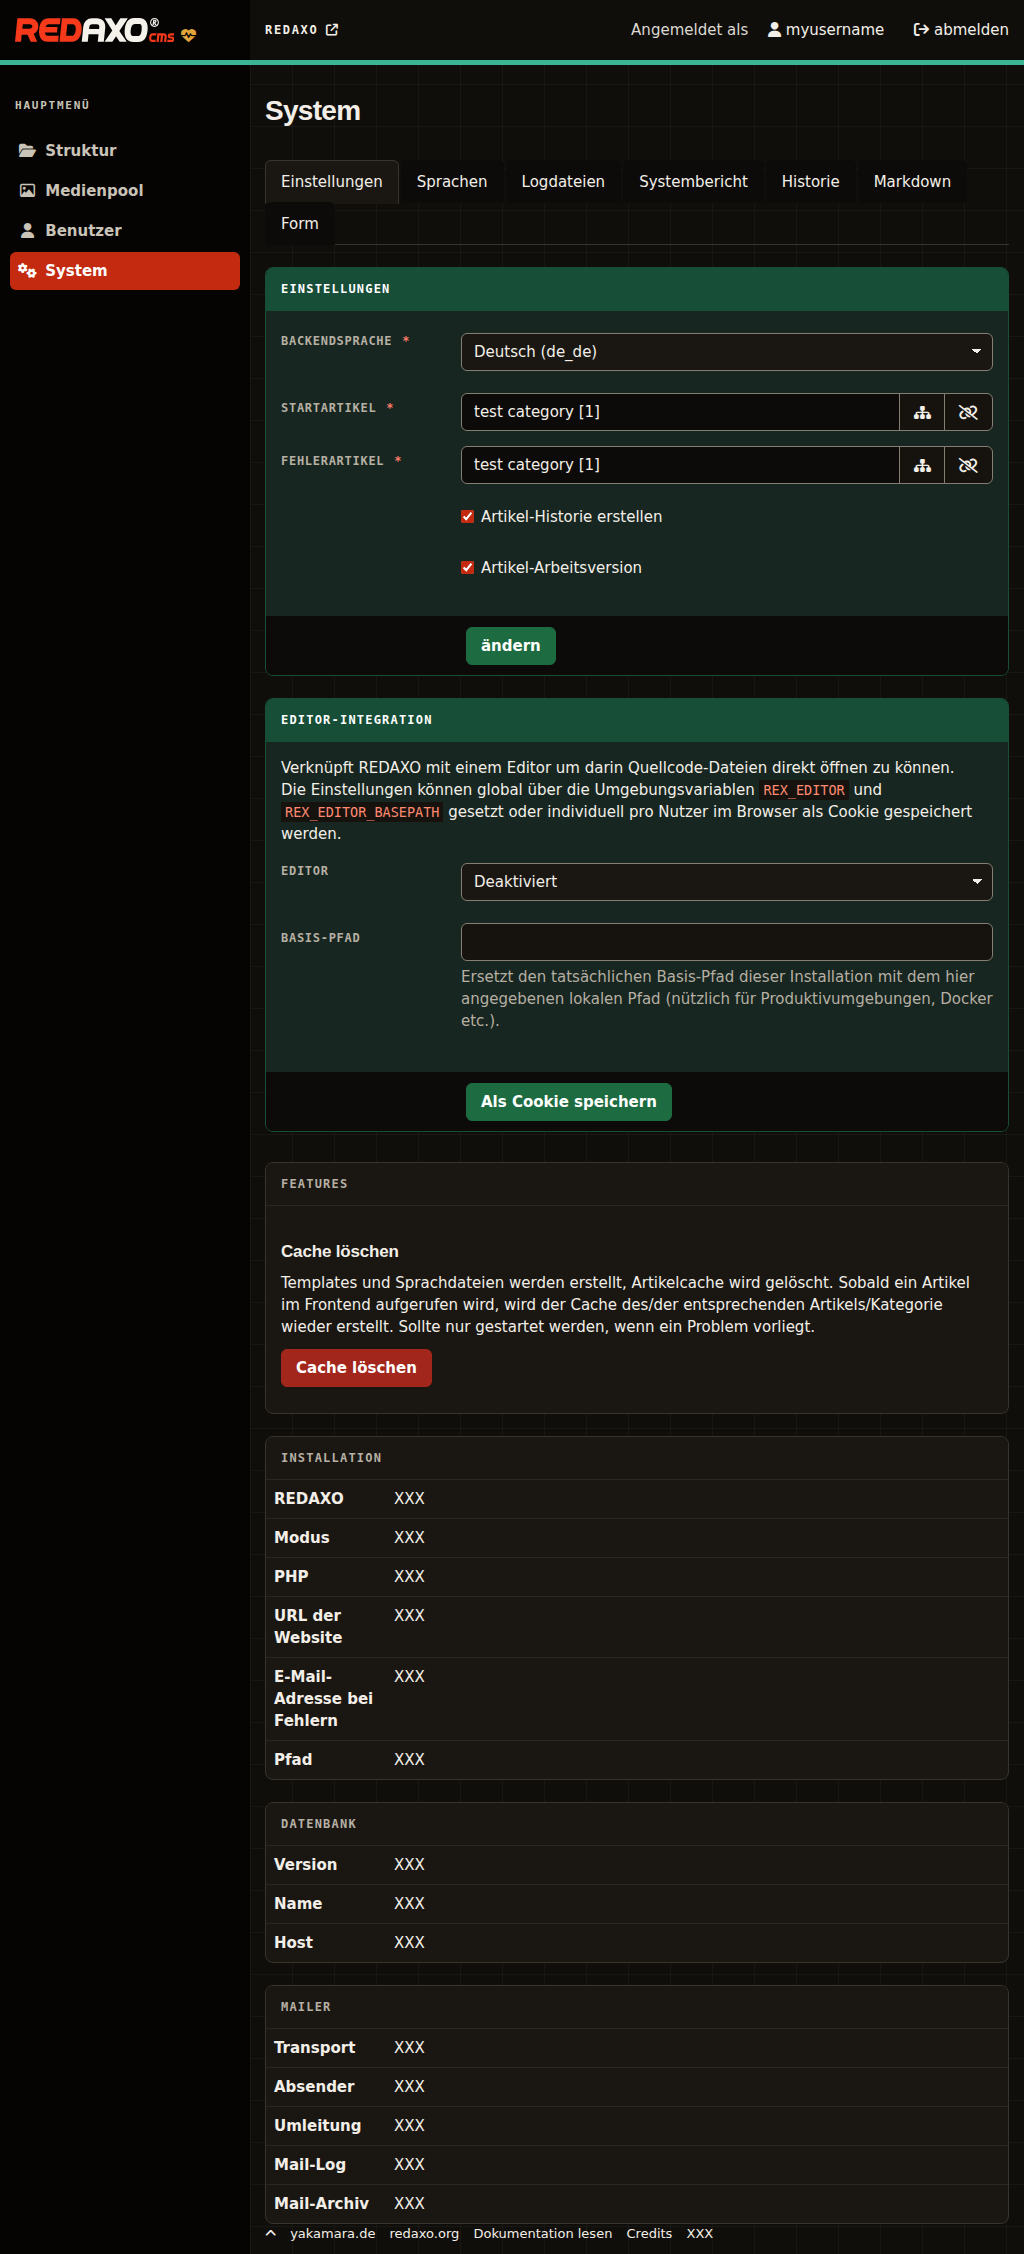 REDAXO® cms
REDAXO
Angemeldet als myusername abmelden
HAUPTMENÜ
Struktur
Medienpool
Benutzer
System
System
Einstellungen Sprachen Logdateien Systembericht Historie Markdown
Form
EINSTELLUNGEN
BACKENDSPRACHE *
Deutsch (de_de)
STARTARTIKEL *
test category [1]
FEHLERARTIKEL *
test category [1]
Artikel-Historie erstellen
Artikel-Arbeitsversion
ändern
EDITOR-INTEGRATION
Verknüpft REDAXO mit einem Editor um darin Quellcode-Dateien direkt öffnen zu können.
Die Einstellungen können global über die Umgebungsvariablen REX_EDITOR und
REX_EDITOR_BASEPATH gesetzt oder individuell pro Nutzer im Browser als Cookie gespeichert
werden.
EDITOR
Deaktiviert
BASIS-PFAD
Ersetzt den tatsächlichen Basis-Pfad dieser Installation mit dem hier
angegebenen lokalen Pfad (nützlich für Produktivumgebungen, Docker
etc.).
Als Cookie speichern
FEATURES
Cache löschen
Templates und Sprachdateien werden erstellt, Artikelcache wird gelöscht. Sobald ein Artikel
im Frontend aufgerufen wird, wird der Cache des/der entsprechenden Artikels/Kategorie
wieder erstellt. Sollte nur gestartet werden, wenn ein Problem vorliegt.
Cache löschen
INSTALLATION
REDAXO XXX
Modus XXX
PHP XXX
URL der XXX
Website
E-Mail- XXX
Adresse bei
Fehlern
Pfad XXX
DATENBANK
Version XXX
Name XXX
Host XXX
MAILER
Transport XXX
Absender XXX
Umleitung XXX
Mail-Log XXX
Mail-Archiv XXX
yakamara.de redaxo.org Dokumentation lesen Credits XXX